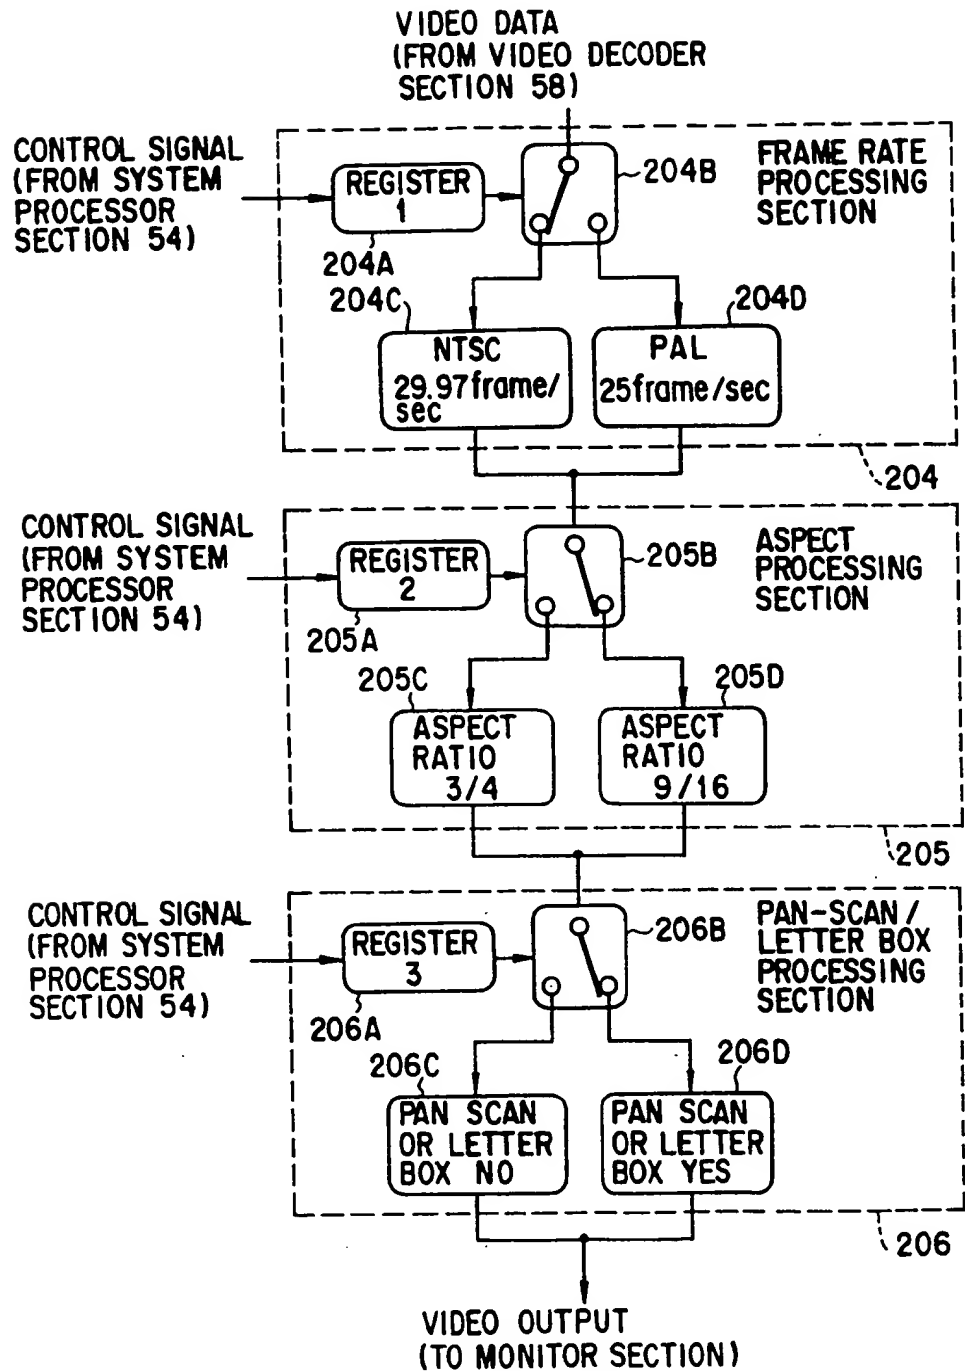 VIDEO DATA
(FROM VIDEO DECODER
SECTION 58)
CONTROL SIGNAL
(FROM SYSTEM
PROCESSOR
SECTION 54)
REGISTER
1
204A
204B
FRAME RATE
PROCESSING
SECTION
204C
NTSC
29.97frame/
sec
204D
PAL
25frame/sec
204
CONTROL SIGNAL
(FROM SYSTEM
PROCESSOR
SECTION 54)
REGISTER
2
205A
205B
ASPECT
PROCESSING
SECTION
205C
ASPECT
RATIO
3/4
205D
ASPECT
RATIO
9/16
205
CONTROL SIGNAL
(FROM SYSTEM
PROCESSOR
SECTION 54)
REGISTER
3
206A
206B
PAN-SCAN/
LETTER BOX
PROCESSING
SECTION
206C
PAN SCAN
OR LETTER
BOX NO
206D
PAN SCAN
OR LETTER
BOX YES
206
VIDEO OUTPUT
(TO MONITOR SECTION)